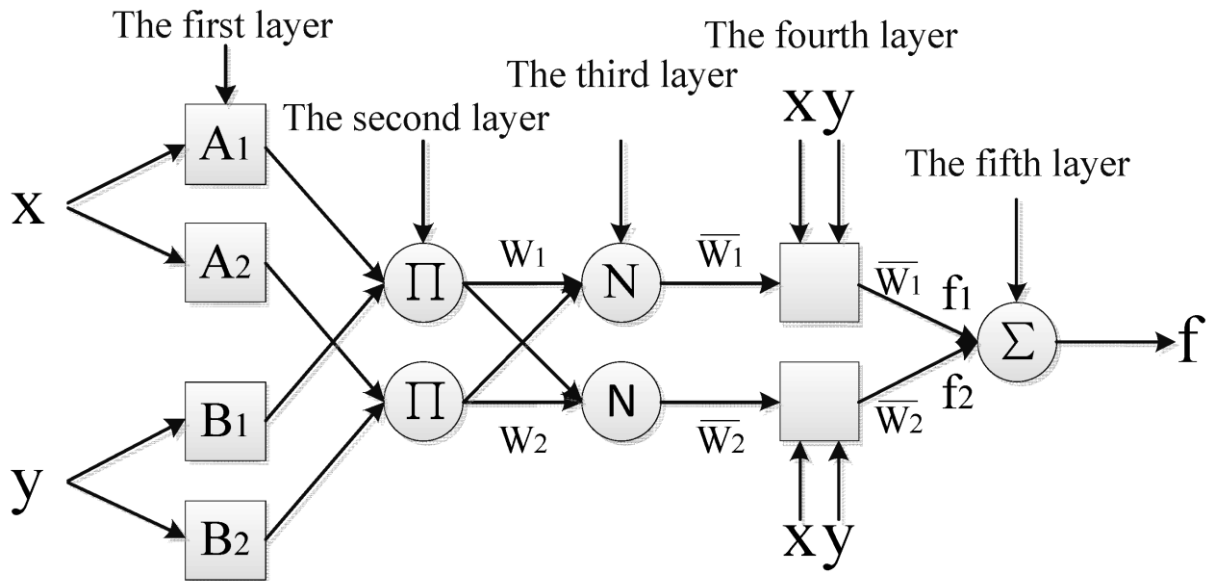 The first layer
The fourth layer
The third layer
The second layer
x y
The fifth layer
A1
x
A2
Π
W1
N
W̅1̅
W̅1̅
f1
Σ
f
B1
Π
W2
N
W̅2̅
W̅2̅
f2
y
B2
x y